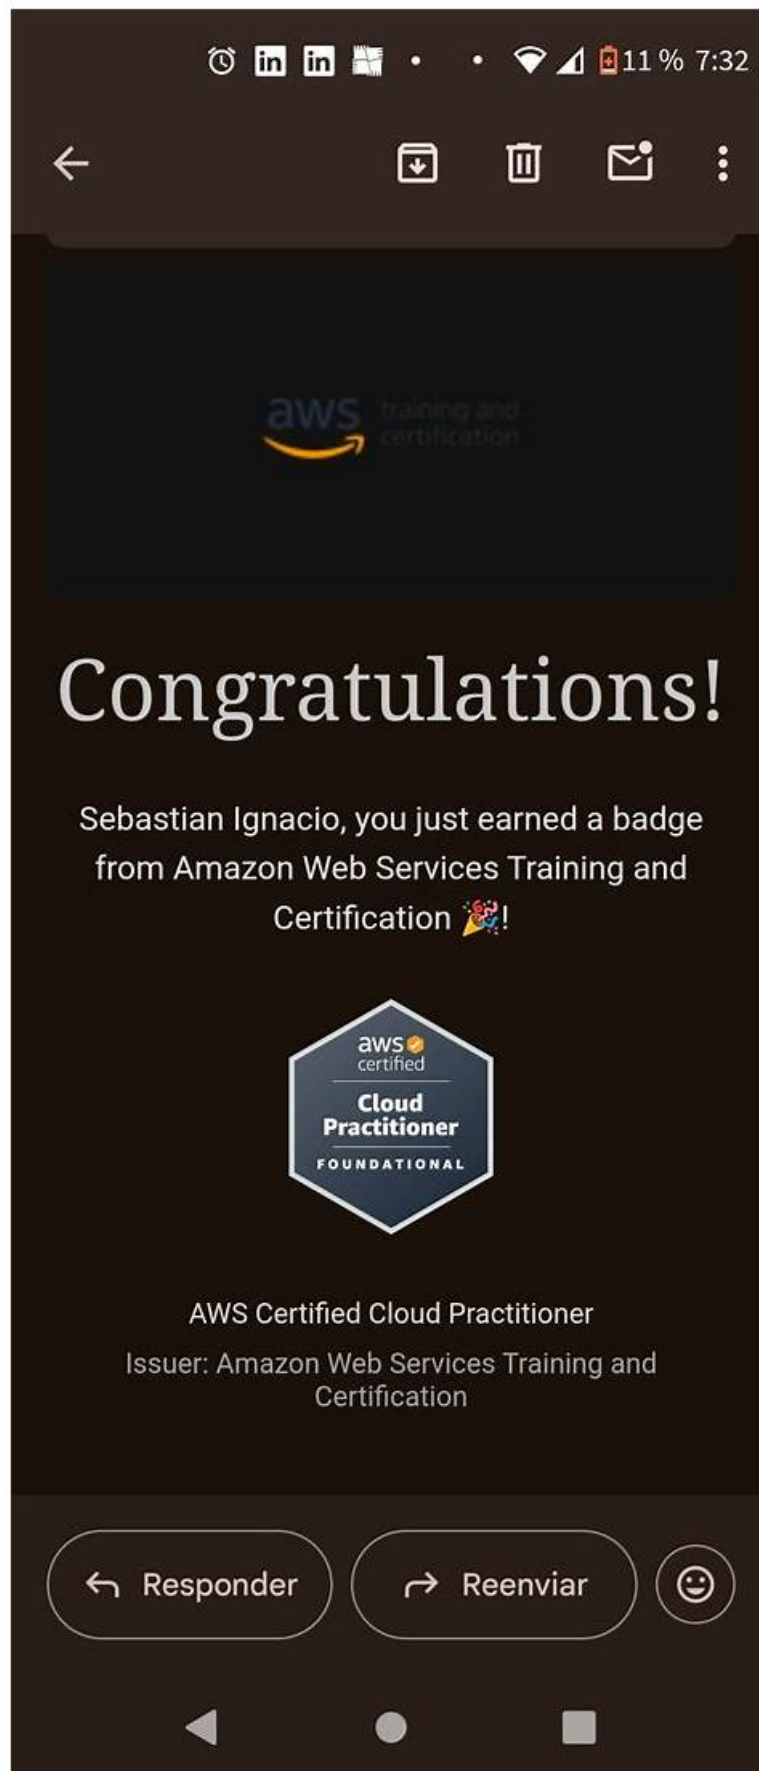 in in 11 % 7:32
aws training and
certification
Congratulations!
Sebastian Ignacio, you just earned a badge
from Amazon Web Services Training and
Certification 🎉!
aws
certified
Cloud
Practitioner
FOUNDATIONAL
AWS Certified Cloud Practitioner
Issuer: Amazon Web Services Training and
Certification
Responder Reenviar